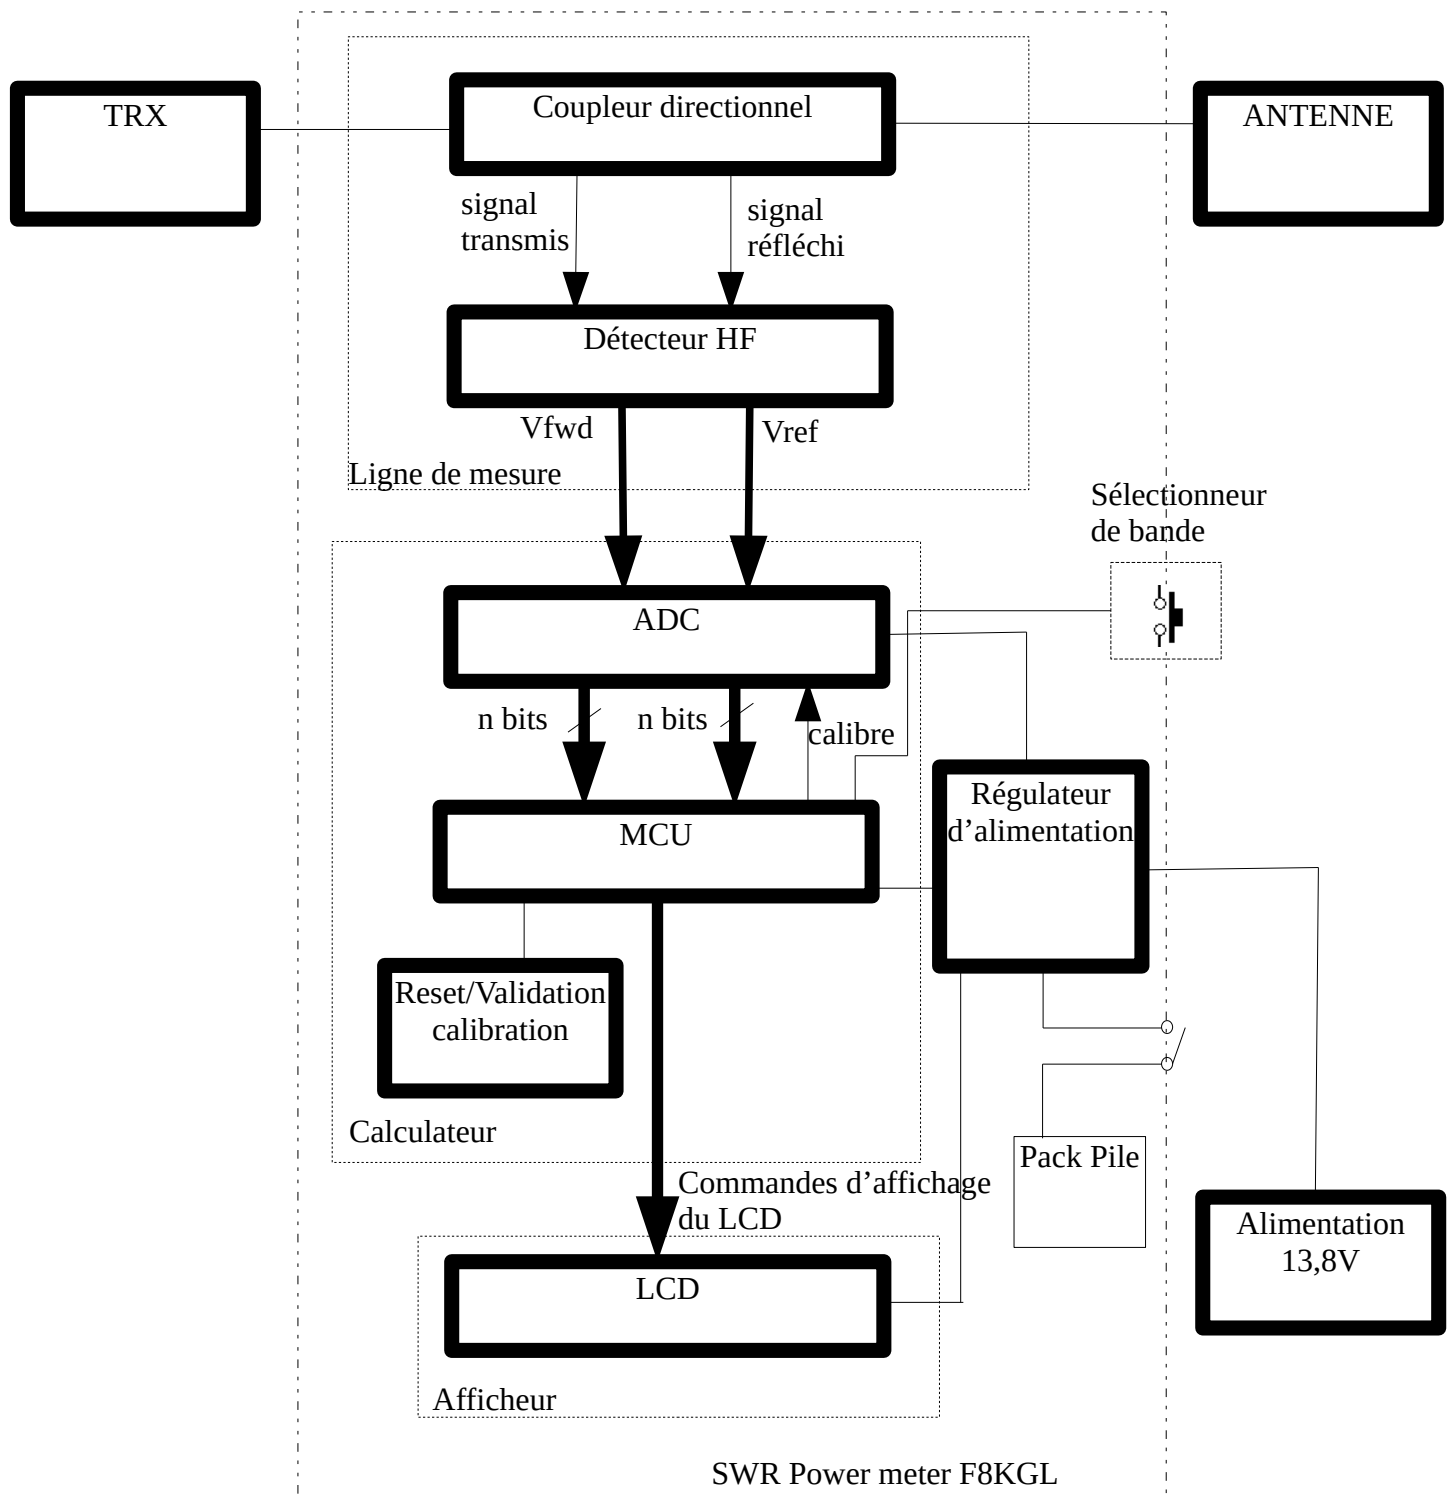 TRX
Coupleur directionnel
ANTENNE
signal
transmis
signal
réfléchi
Détecteur HF
Vfwd
Vref
Ligne de mesure
Sélectionneur
de bande
ADC
n bits
n bits
calibre
MCU
Régulateur
d’alimentation
Reset/Validation
calibration
Calculateur
Pack Pile
Commandes d’affichage
du LCD
Alimentation
13,8V
LCD
Afficheur
SWR Power meter F8KGL